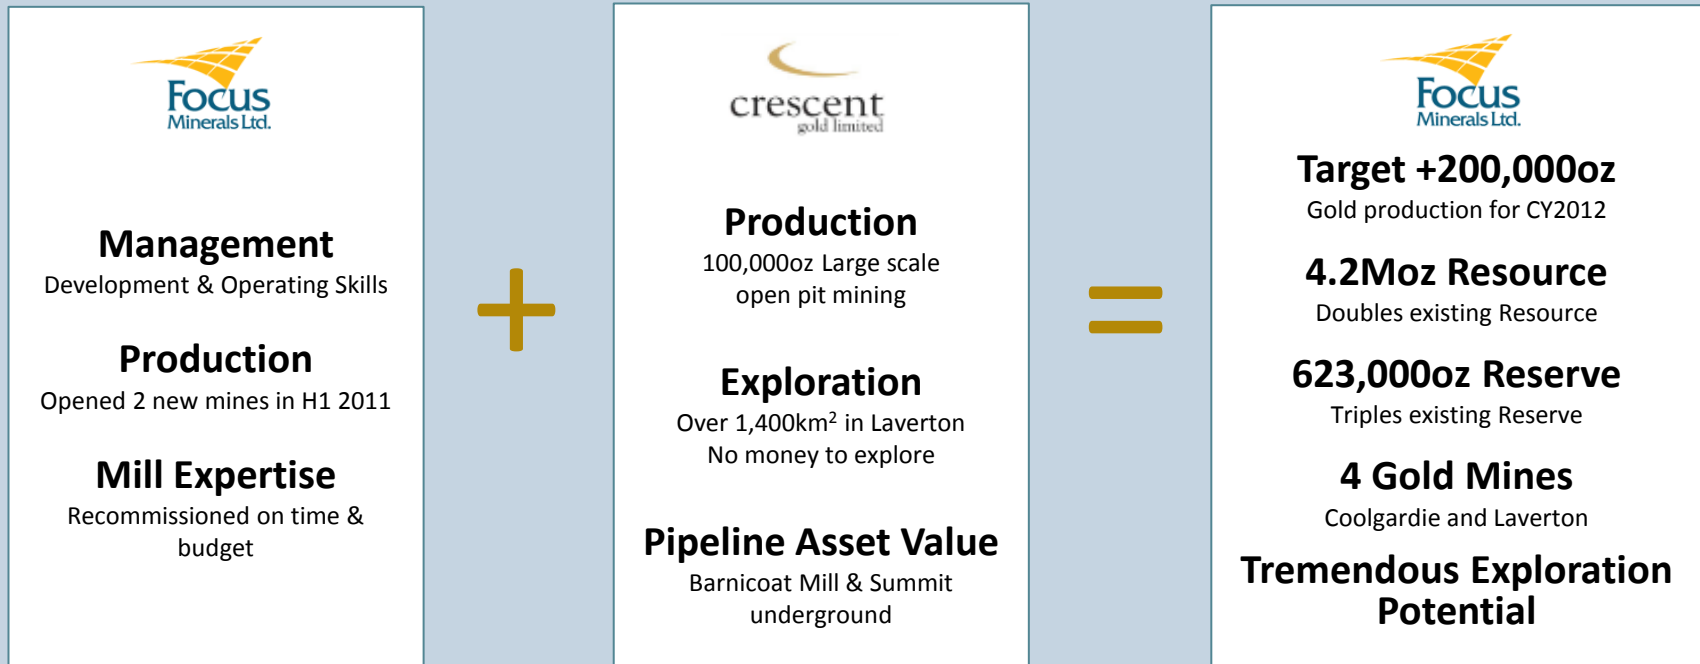 Focus
Minerals Ltd.
Management
Development & Operating Skills
Production
Opened 2 new mines in H1 2011
Mill Expertise
Recommissioned on time &
budget
+
crescent
gold limited
Production
100,000oz Large scale
open pit mining
Exploration
Over 1,400km² in Laverton
No money to explore
Pipeline Asset Value
Barnicoat Mill & Summit
underground
=
Focus
Minerals Ltd.
Target +200,000oz
Gold production for CY2012
4.2Moz Resource
Doubles existing Resource
623,000oz Reserve
Triples existing Reserve
4 Gold Mines
Coolgardie and Laverton
Tremendous Exploration
Potential